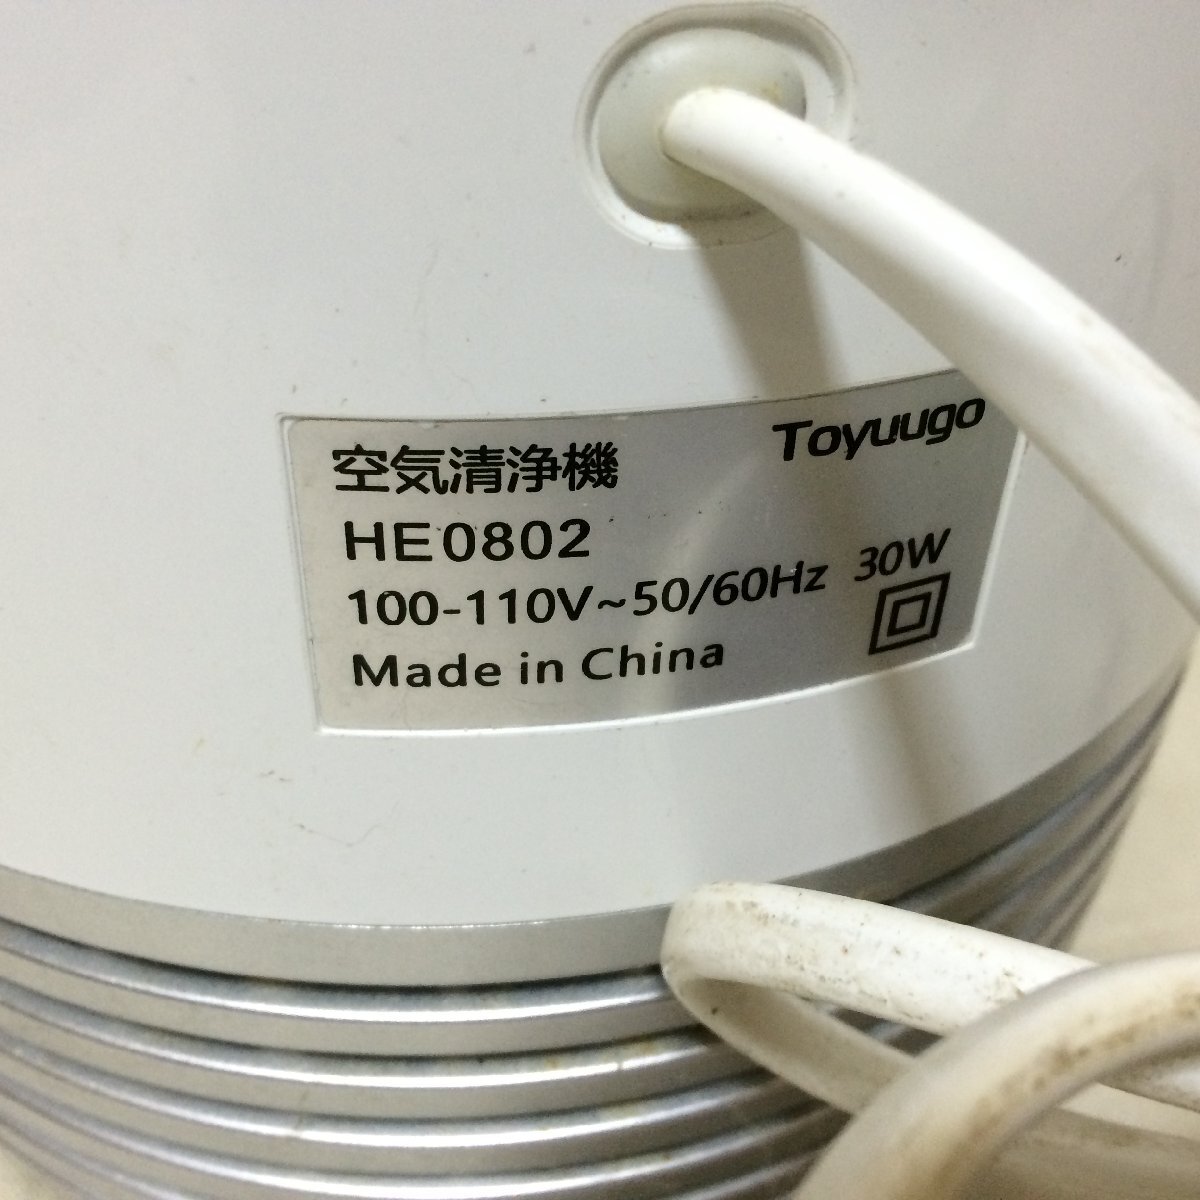 空気清浄機
Toyuugo
HE0802
100-110V~50/60Hz 30W
Made in China